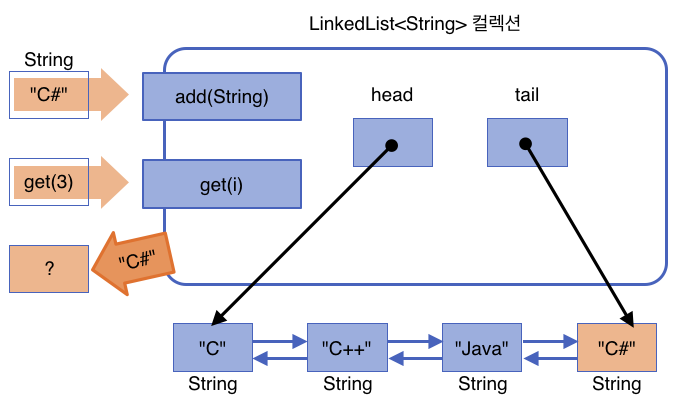 LinkedList<String> 컬렉션
String
"C#"
add(String)
head
tail
get(3)
get(i)
?
"C#"
"C"
"C++"
"Java"
"C#"
String
String
String
String